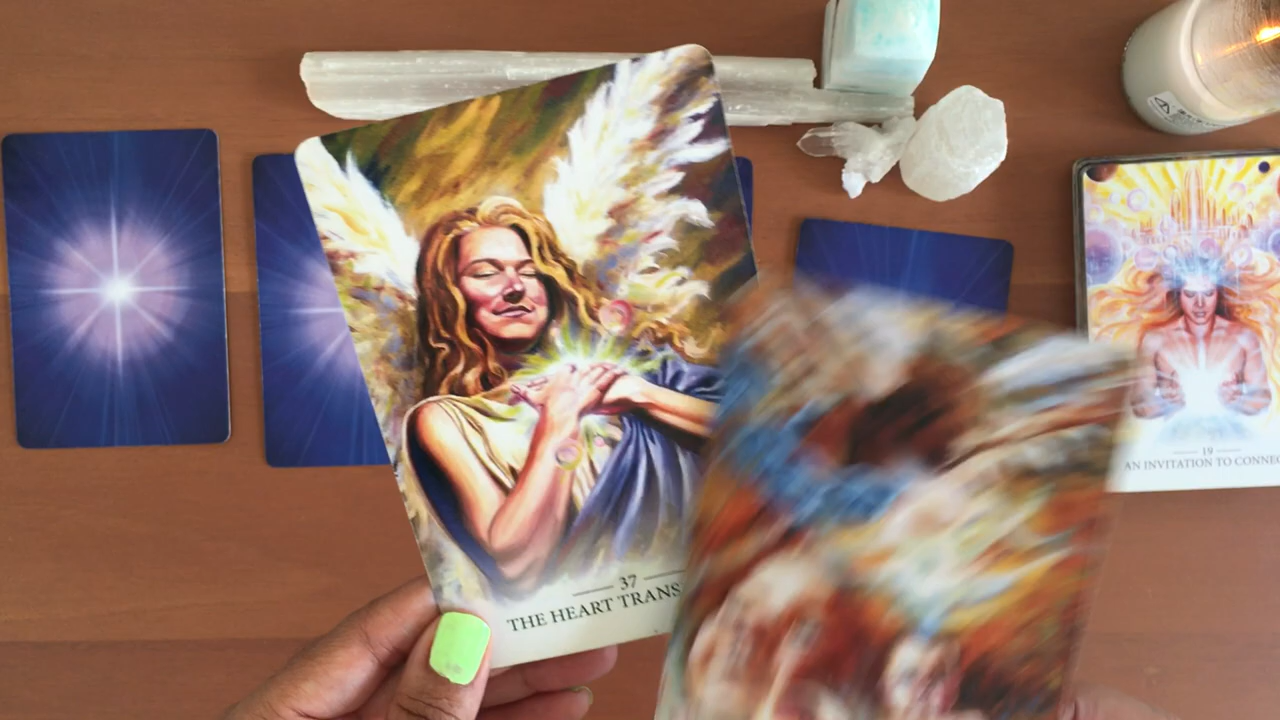 37
THE HEART TRANS
19
AN INVITATION TO CONNEC